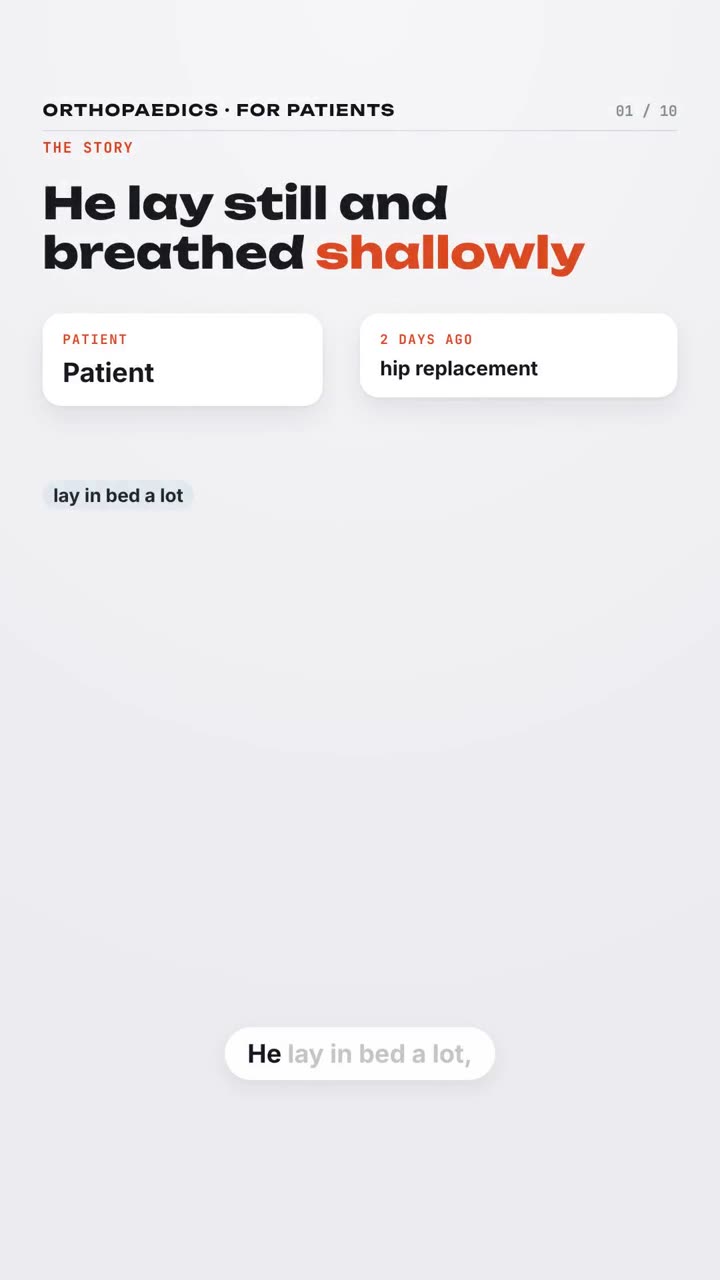 ORTHOPAEDICS · FOR PATIENTS
01 / 10
THE STORY
He lay still and
breathed shallowly
PATIENT
Patient
2 DAYS AGO
hip replacement
lay in bed a lot
He lay in bed a lot,